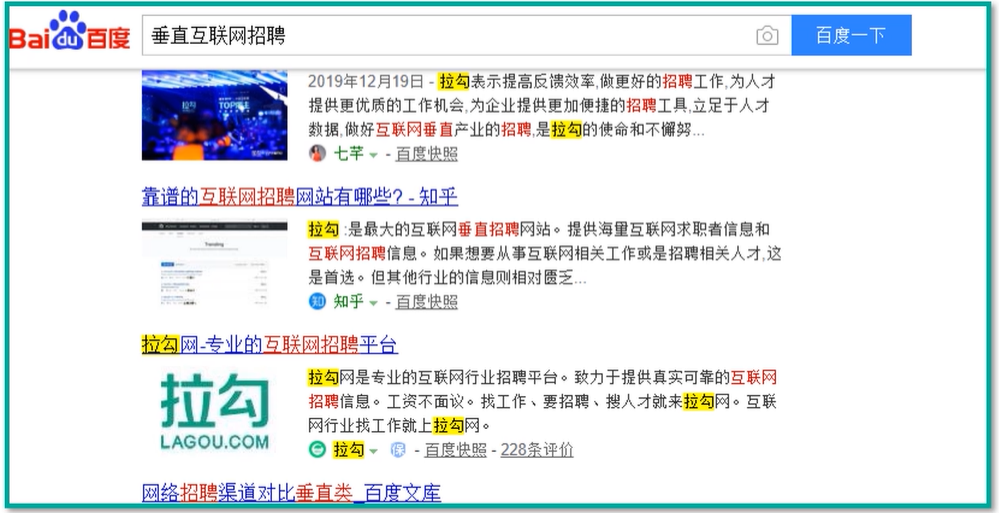 Bai du 百度 垂直互联网招聘 百度一下
2019年12月19日 - 拉勾表示提高反馈效率,做更好的招聘工作,为人才
提供更优质的工作机会,为企业提供更加便捷的招聘工具,立足于人才
数据,做好互联网垂直产业的招聘,是拉勾的使命和不懈努...
七芊 - 百度快照
靠谱的互联网招聘网站有哪些? - 知乎
拉勾 :是最大的互联网垂直招聘网站。提供海量互联网求职者信息和
互联网招聘信息。如果想要从事互联网相关工作或是招聘相关人才,这
是首选。但其他行业的信息则相对匮乏...
知 知乎 - 百度快照
拉勾网-专业的互联网招聘平台
拉勾
LAGOU.COM
拉勾网是专业的互联网行业招聘平台。致力于提供真实可靠的互联网
招聘信息。工资不面议。找工作、要招聘、搜人才就来拉勾网。互联
网行业找工作就上拉勾网。
拉勾 保 - 百度快照 - 228条评价
网络招聘渠道对比垂直类_百度文库